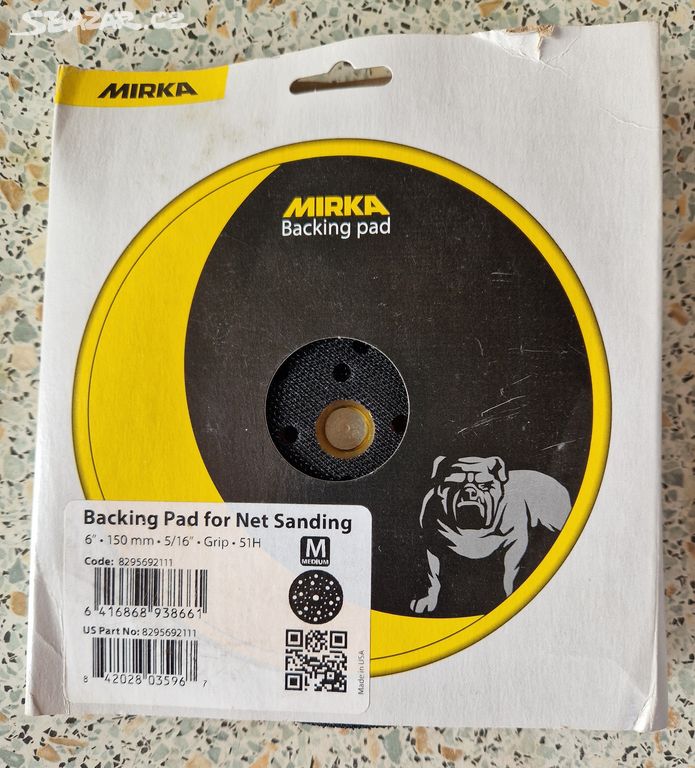 SBAZAR.CZ
MIRKA
MIRKA
Backing pad
Backing Pad for Net Sanding
6" • 150 mm • 5/16" • Grip • 51H
Code: 8295692111
M
MEDIUM
6 416868 938661
US Part No: 8295692111
8 42028 03596 7
Made in USA